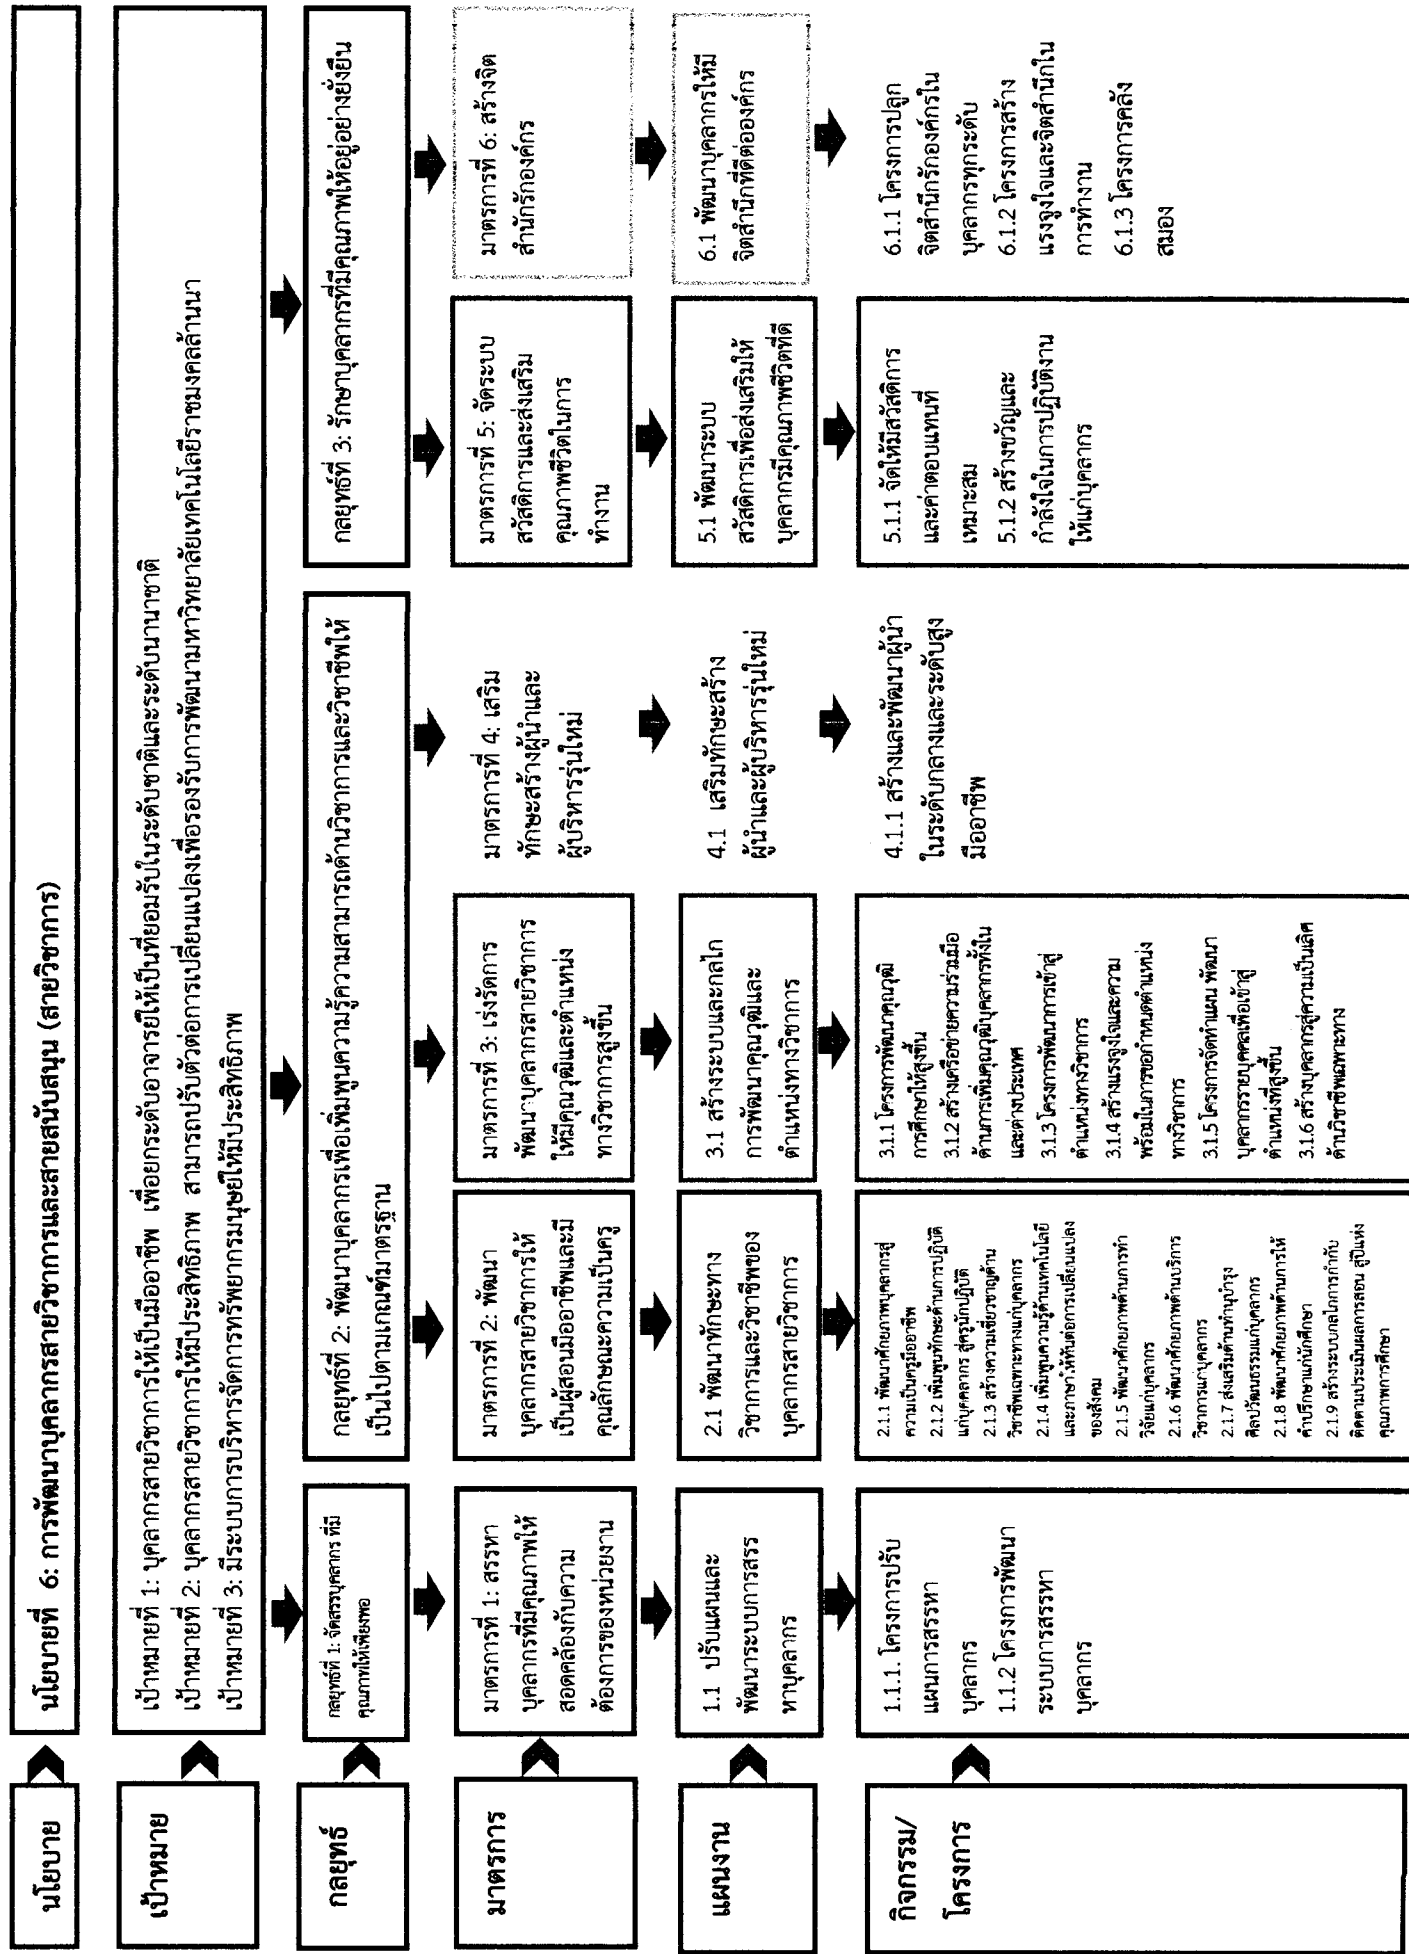 นโยบาย
นโยบายที่ 6: การพัฒนาบุคลากรสายวิชาการและสายสนับสนุน (สายวิชาการ)
เป้าหมาย
เป้าหมายที่ 1: บุคลากรสายวิชาการให้เป็นมืออาชีพ เพื่อยกระดับอาจารย์ให้เป็นที่ยอมรับในระดับชาติและระดับนานาชาติ
เป้าหมายที่ 2: บุคลากรสายวิชาการให้มีประสิทธิภาพ สามารถปรับตัวต่อการเปลี่ยนแปลงเพื่อรองรับการพัฒนามหาวิทยาลัยเทคโนโลยีราชมงคลล้านนา
เป้าหมายที่ 3: มีระบบการบริหารจัดการทรัพยากรมนุษย์ให้มีประสิทธิภาพ
กลยุทธ์
กลยุทธ์ที่ 1: จัดสรรบุคลากร ที่มี
คุณภาพให้เพียงพอ
กลยุทธ์ที่ 2: พัฒนาบุคลากรเพื่อเพิ่มพูนความรู้ความสามารถด้านวิชาการและวิชาชีพให้
เป็นไปตามเกณฑ์มาตรฐาน
กลยุทธ์ที่ 3: รักษาบุคลากรที่มีคุณภาพให้อยู่อย่างยั่งยืน
มาตรการ
มาตรการที่ 1: สรรหา
บุคลากรที่มีคุณภาพให้
สอดคล้องกับความ
ต้องการของหน่วยงาน
มาตรการที่ 2: พัฒนา
บุคลากรสายวิชาการให้
เป็นผู้สอนมืออาชีพและมี
คุณลักษณะความเป็นครู
มาตรการที่ 3: เร่งรัดการ
พัฒนาบุคลากรสายวิชาการ
ให้มีคุณวุฒิและตำแหน่ง
ทางวิชาการสูงขึ้น
มาตรการที่ 4: เสริม
ทักษะสร้างผู้นำและ
ผู้บริหารรุ่นใหม่
มาตรการที่ 5: จัดระบบ
สวัสดิการและส่งเสริม
คุณภาพชีวิตในการ
ทำงาน
มาตรการที่ 6: สร้างจิต
สำนักรักองค์กร
แผนงาน
1.1 ปรับแผนและ
พัฒนาระบบการสรร
หาบุคลากร
2.1 พัฒนาทักษะทาง
วิชาการและวิชาชีพของ
บุคลากรสายวิชาการ
3.1 สร้างระบบและกลไก
การพัฒนาคุณวุฒิและ
ตำแหน่งทางวิชาการ
4.1 เสริมทักษะสร้าง
ผู้นำและผู้บริหารรุ่นใหม่
5.1 พัฒนาระบบ
สวัสดิการเพื่อส่งเสริมให้
บุคลากรมีคุณภาพชีวิตที่ดี
6.1 พัฒนาบุคลากรให้มี
จิตสำนึกที่ดีต่อองค์กร
กิจกรรม/
โครงการ
1.1.1. โครงการปรับ
แผนการสรรหา
บุคลากร
1.1.2 โครงการพัฒนา
ระบบการสรรหา
บุคลากร
2.1.1 พัฒนาศักยภาพบุคลากรสู่
ความเป็นครูมืออาชีพ
2.1.2 เพิ่มพูนทักษะด้านการปฏิบัติ
แก่บุคคลากร สู่ครูนักปฏิบัติ
2.1.3 สร้างความเชี่ยวชาญด้าน
วิชาชีพเฉพาะทางแก่บุคลากร
2.1.4 เพิ่มพูนความรู้ด้านเทคโนโลยี
และภาษาให้ทันต่อการเปลี่ยนแปลง
ของสังคม
2.1.5 พัฒนาศักยภาพด้านการทำ
วิจัยแก่บุคลากร
2.1.6 พัฒนาศักยภาพด้านบริการ
วิชาการแก่บุคลากร
2.1.7 ส่งเสริมด้านทำนุบำรุง
ศิลปวัฒนธรรมแก่บุคลากร
2.1.8 พัฒนาศักยภาพด้านการให้
คำปรึกษาแก่นักศึกษา
2.1.9 สร้างระบบกลไกการกำกับ
ติดตามประเมินผลการสอน สู่ปีแห่ง
คุณภาพการศึกษา
3.1.1 โครงการพัฒนาคุณวุฒิ
การศึกษาให้สูงขึ้น
3.1.2 สร้างเครือข่ายความร่วมมือ
ด้านการเพิ่มคุณวุฒิบุคลากรทั้งใน
และต่างประเทศ
3.1.3 โครงการพัฒนาการเข้าสู่
ตำแหน่งทางวิชาการ
3.1.4 สร้างแรงจูงใจและความ
พร้อมในการขอกำหนดตำแหน่ง
ทางวิชาการ
3.1.5 โครงการจัดทำแผน พัฒนา
บุคลากรรายบุคคลเพื่อเข้าสู่
ตำแหน่งที่สูงขึ้น
3.1.6 สร้างบุคลากรสู่ความเป็นเลิศ
ด้านวิชาชีพเฉพาะทาง
4.1.1 สร้างและพัฒนาผู้นำ
ในระดับกลางและระดับสูง
มืออาชีพ
5.1.1 จัดให้มีสวัสดิการ
และค่าตอบแทนที่
เหมาะสม
5.1.2 สร้างขวัญและ
กำลังใจในการปฏิบัติงาน
ให้แก่บุคลากร
6.1.1 โครงการปลูก
จิตสำนึกรักองค์กรใน
บุคลากรทุกระดับ
6.1.2 โครงการสร้าง
แรงจูงใจและจิตสำนึกใน
การทำงาน
6.1.3 โครงการคลัง
สมอง